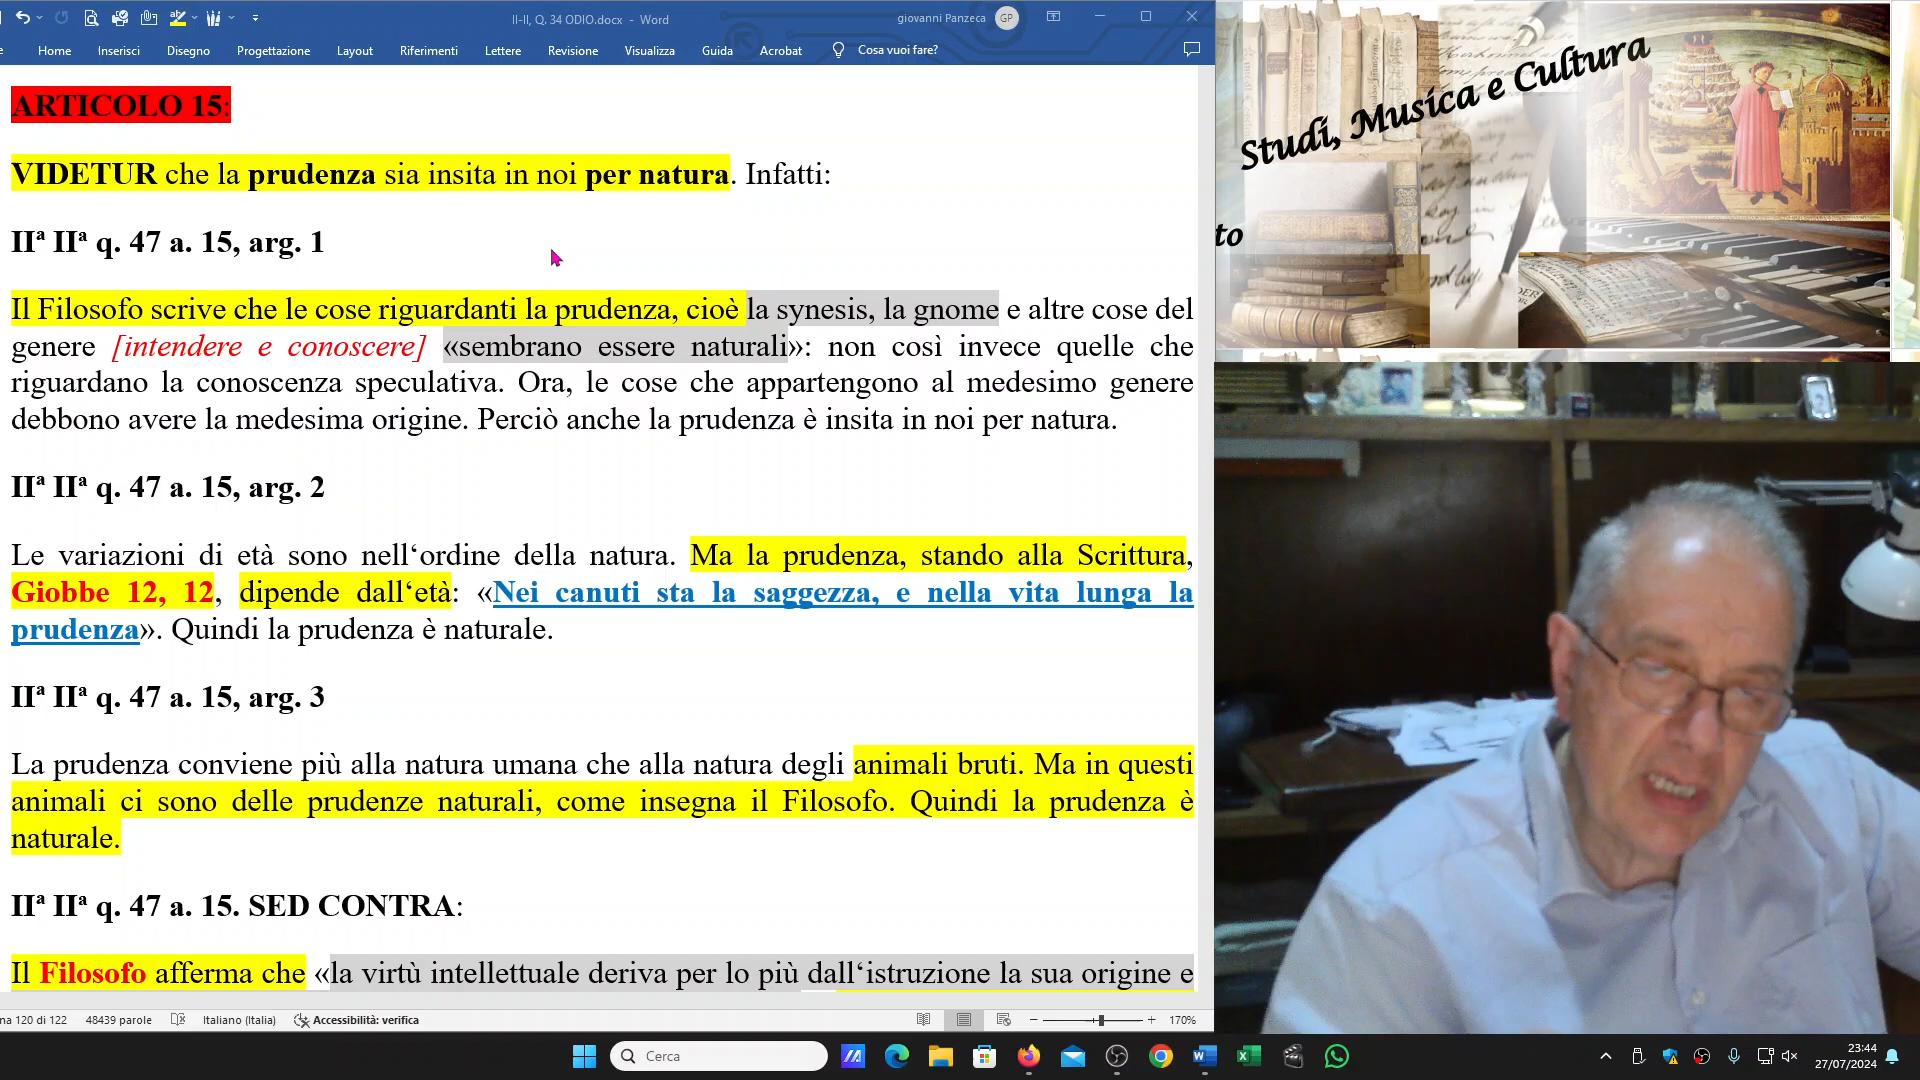 II-II, Q. 34 ODIO.docx - Word
giovanni Panzeca
GP
Home Inserisci Disegno Progettazione Layout Riferimenti Lettere Revisione Visualizza Guida Acrobat Cosa vuoi fare?
ARTICOLO 15:
VIDETUR che la prudenza sia insita in noi per natura. Infatti:
IIª IIª q. 47 a. 15, arg. 1
Il Filosofo scrive che le cose riguardanti la prudenza, cioè la synesis, la gnome e altre cose del
genere [intendere e conoscere] «sembrano essere naturali»: non così invece quelle che
riguardano la conoscenza speculativa. Ora, le cose che appartengono al medesimo genere
debbono avere la medesima origine. Perciò anche la prudenza è insita in noi per natura.
IIª IIª q. 47 a. 15, arg. 2
Le variazioni di età sono nell‘ordine della natura. Ma la prudenza, stando alla Scrittura,
Giobbe 12, 12, dipende dall‘età: «Nei canuti sta la saggezza, e nella vita lunga la
prudenza». Quindi la prudenza è naturale.
IIª IIª q. 47 a. 15, arg. 3
La prudenza conviene più alla natura umana che alla natura degli animali bruti. Ma in questi
animali ci sono delle prudenze naturali, come insegna il Filosofo. Quindi la prudenza è
naturale.
IIª IIª q. 47 a. 15. SED CONTRA:
Il Filosofo afferma che «la virtù intellettuale deriva per lo più dall‘istruzione la sua origine e
na 120 di 122 48439 parole Italiano (Italia) Accessibilità: verifica 170%
Studi, Musica e Cultura
to
Cerca
23:44
27/07/2024